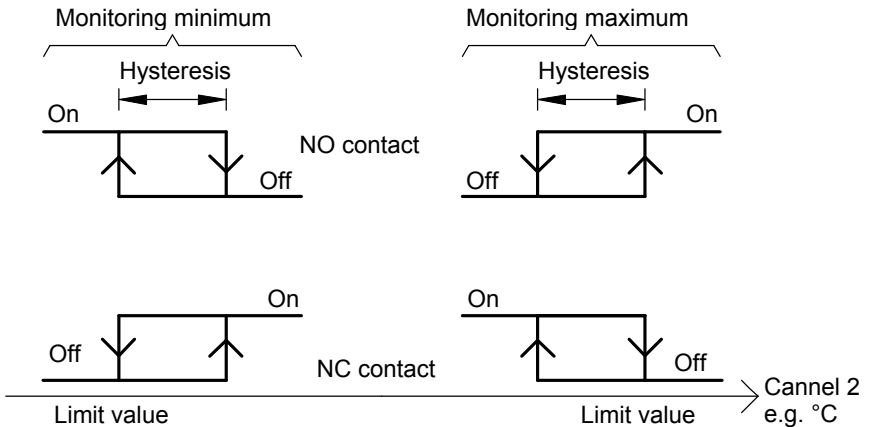 Monitoring minimum
Monitoring maximum
Hysteresis
Hysteresis
On
On
NO contact
Off
Off
On
On
Off
NC contact
Off
Limit value
Limit value
Cannel 2
e.g. °C